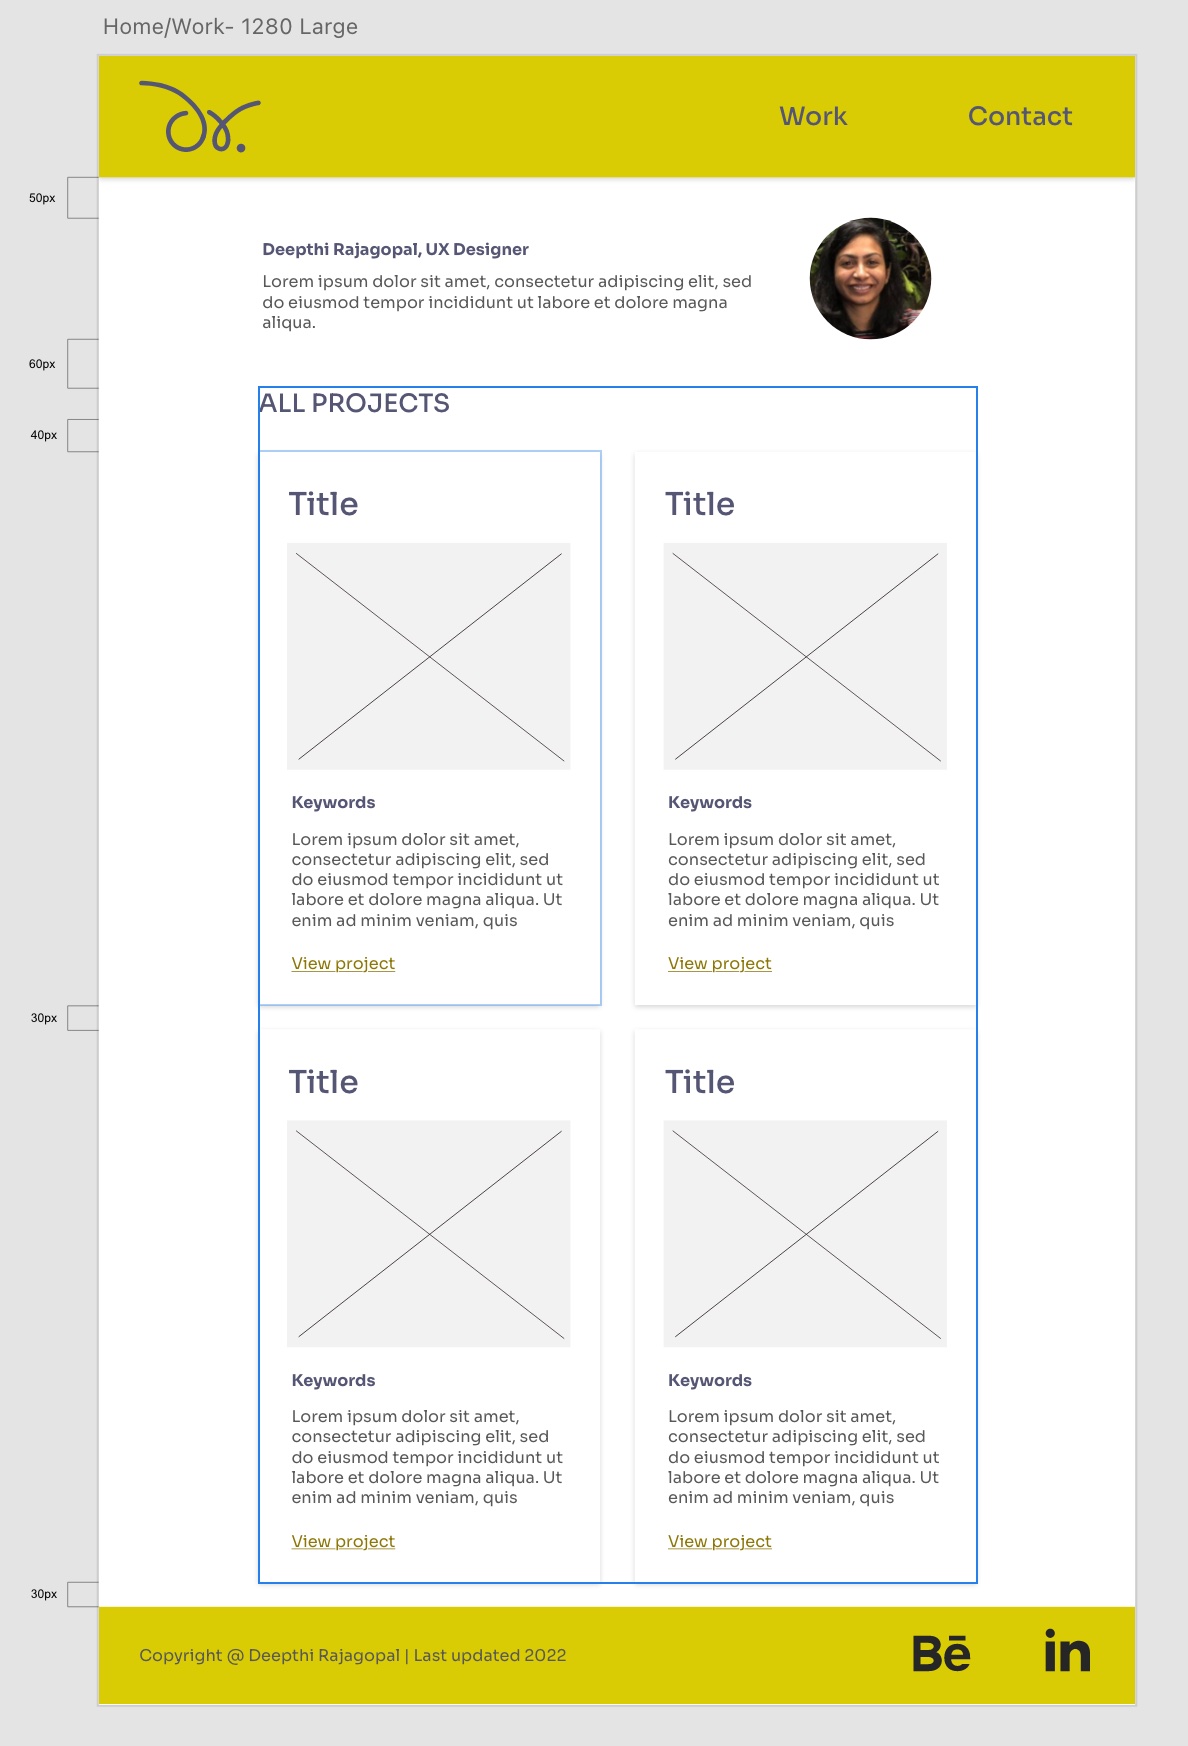 Home/Work- 1280 Large
Work
Contact
50px
Deepthi Rajagopal, UX Designer
Lorem ipsum dolor sit amet, consectetur adipiscing elit, sed
do eiusmod tempor incididunt ut labore et dolore magna
aliqua.
60px
ALL PROJECTS
40px
Title
Keywords
Lorem ipsum dolor sit amet,
consectetur adipiscing elit, sed
do eiusmod tempor incididunt ut
labore et dolore magna aliqua. Ut
enim ad minim veniam, quis
View project
Title
Keywords
Lorem ipsum dolor sit amet,
consectetur adipiscing elit, sed
do eiusmod tempor incididunt ut
labore et dolore magna aliqua. Ut
enim ad minim veniam, quis
View project
30px
Title
Keywords
Lorem ipsum dolor sit amet,
consectetur adipiscing elit, sed
do eiusmod tempor incididunt ut
labore et dolore magna aliqua. Ut
enim ad minim veniam, quis
View project
Title
Keywords
Lorem ipsum dolor sit amet,
consectetur adipiscing elit, sed
do eiusmod tempor incididunt ut
labore et dolore magna aliqua. Ut
enim ad minim veniam, quis
View project
30px
Copyright @ Deepthi Rajagopal | Last updated 2022
Bē
in